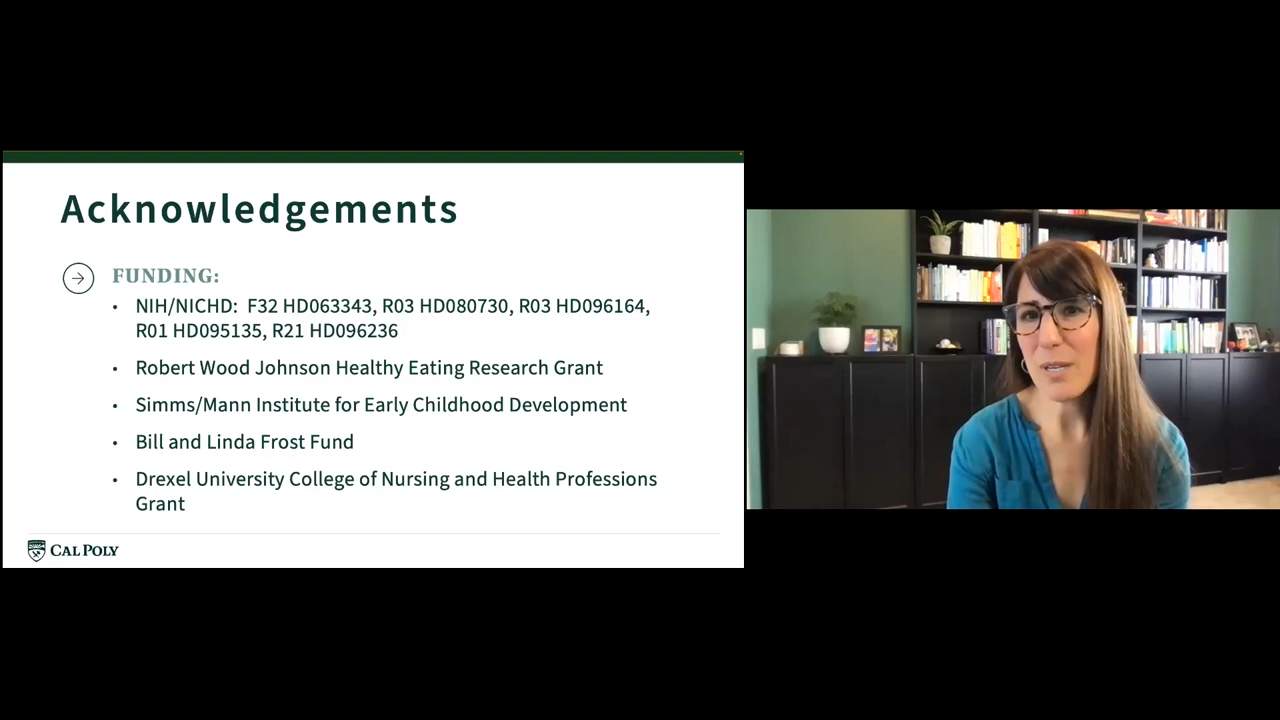 Acknowledgements
FUNDING:
• NIH/NICHD: F32 HD063343, R03 HD080730, R03 HD096164,
R01 HD095135, R21 HD096236
• Robert Wood Johnson Healthy Eating Research Grant
• Simms/Mann Institute for Early Childhood Development
• Bill and Linda Frost Fund
• Drexel University College of Nursing and Health Professions
Grant
CAL POLY